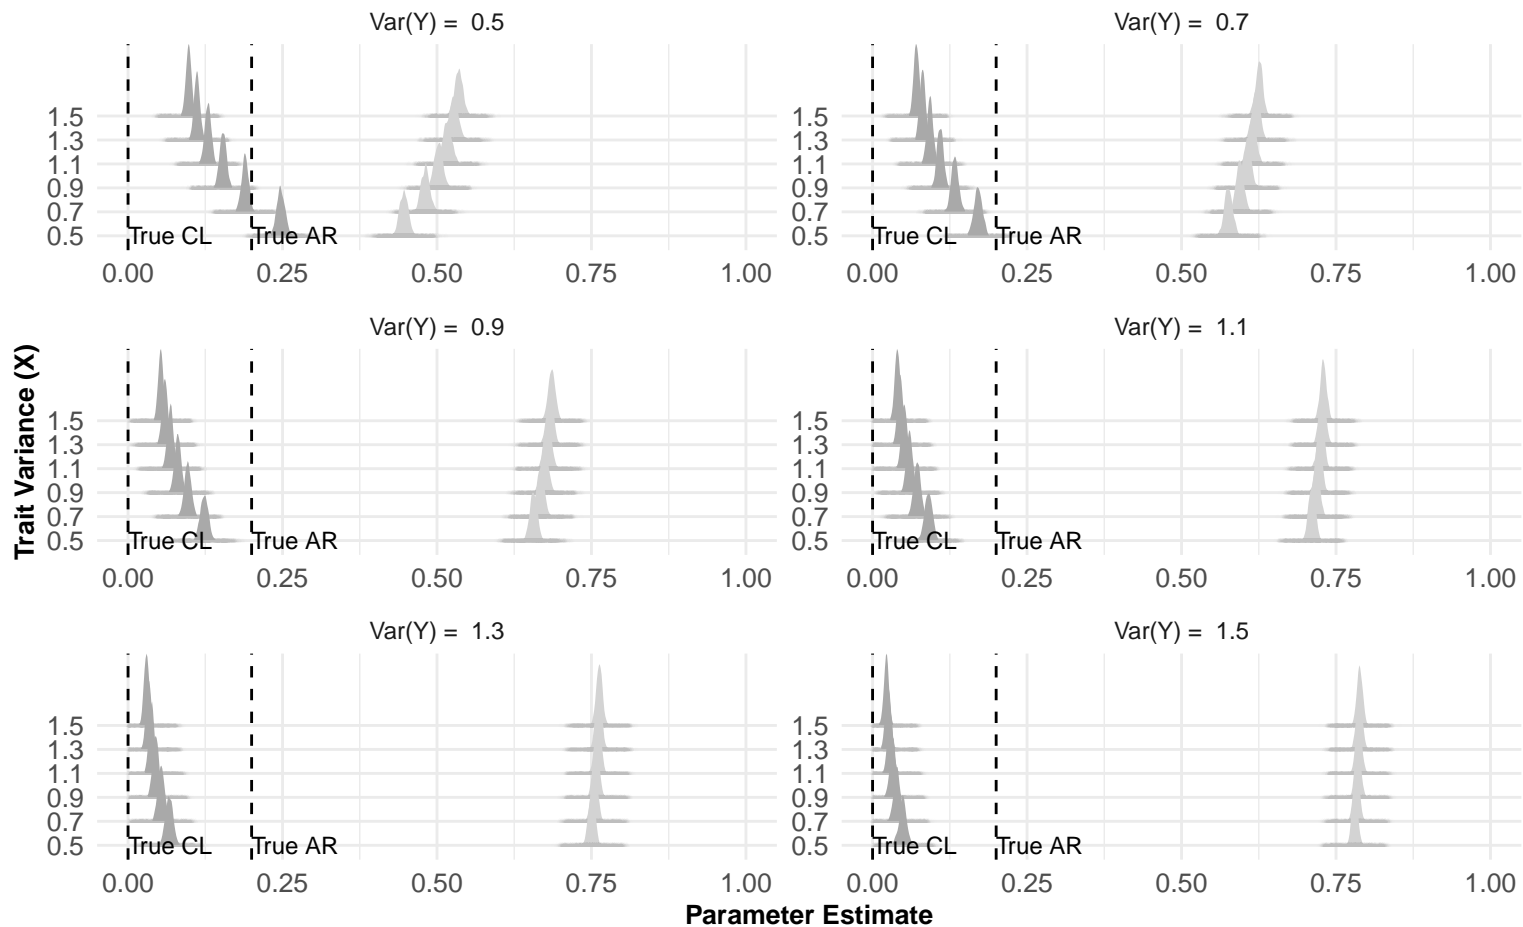 Var(Y) =  0.5
Var(Y) =  0.7
1.5
1.3
1.1
0.9
0.7
0.5
True CL
True AR
0.00 0.25 0.50 0.75 1.00
1.5
1.3
1.1
0.9
0.7
0.5
True CL
True AR
0.00 0.25 0.50 0.75 1.00
Var(Y) =  0.9
Var(Y) =  1.1
Trait Variance (X)
1.5
1.3
1.1
0.9
0.7
0.5
True CL
True AR
0.00 0.25 0.50 0.75 1.00
1.5
1.3
1.1
0.9
0.7
0.5
True CL
True AR
0.00 0.25 0.50 0.75 1.00
Var(Y) =  1.3
Var(Y) =  1.5
1.5
1.3
1.1
0.9
0.7
0.5
True CL
True AR
0.00 0.25 0.50 0.75 1.00
1.5
1.3
1.1
0.9
0.7
0.5
True CL
True AR
0.00 0.25 0.50 0.75 1.00
Parameter Estimate